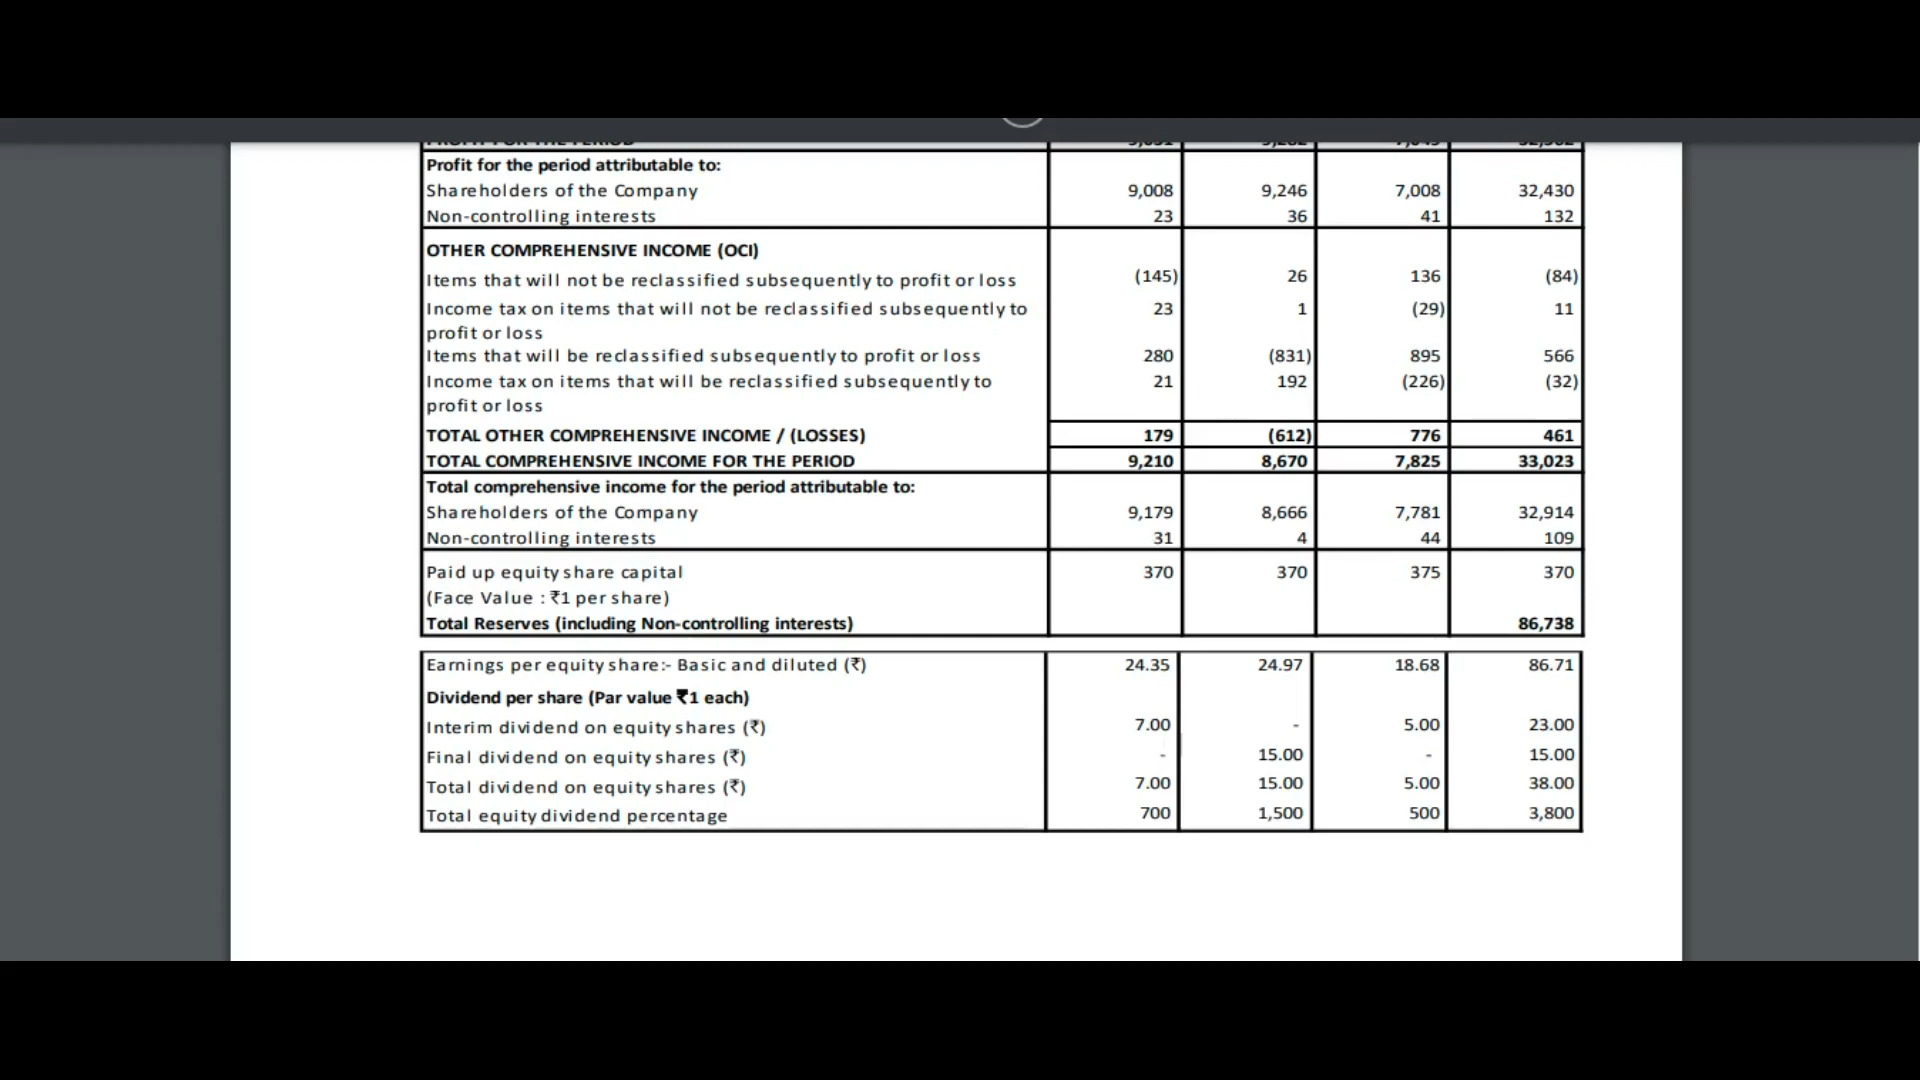 Profit for the period attributable to:
Shareholders of the Company 9,008 9,246 7,008 32,430
Non-controlling interests 23 36 41 132
OTHER COMPREHENSIVE INCOME (OCI)
Items that will not be reclassified subsequently to profit or loss (145) 26 136 (84)
Income tax on items that will not be reclassified subsequently to 23 1 (29) 11
profit or loss
Items that will be reclassified subsequently to profit or loss 280 (831) 895 566
Income tax on items that will be reclassified subsequently to 21 192 (226) (32)
profit or loss
TOTAL OTHER COMPREHENSIVE INCOME / (LOSSES) 179 (612) 776 461
TOTAL COMPREHENSIVE INCOME FOR THE PERIOD 9,210 8,670 7,825 33,023
Total comprehensive income for the period attributable to:
Shareholders of the Company 9,179 8,666 7,781 32,914
Non-controlling interests 31 4 44 109
Paid up equity share capital 370 370 375 370
(Face Value : ₹1 per share)
Total Reserves (including Non-controlling interests) 86,738
Earnings per equity share:- Basic and diluted (₹) 24.35 24.97 18.68 86.71
Dividend per share (Par value ₹1 each)
Interim dividend on equity shares (₹) 7.00 - 5.00 23.00
Final dividend on equity shares (₹) - 15.00 - 15.00
Total dividend on equity shares (₹) 7.00 15.00 5.00 38.00
Total equity dividend percentage 700 1,500 500 3,800